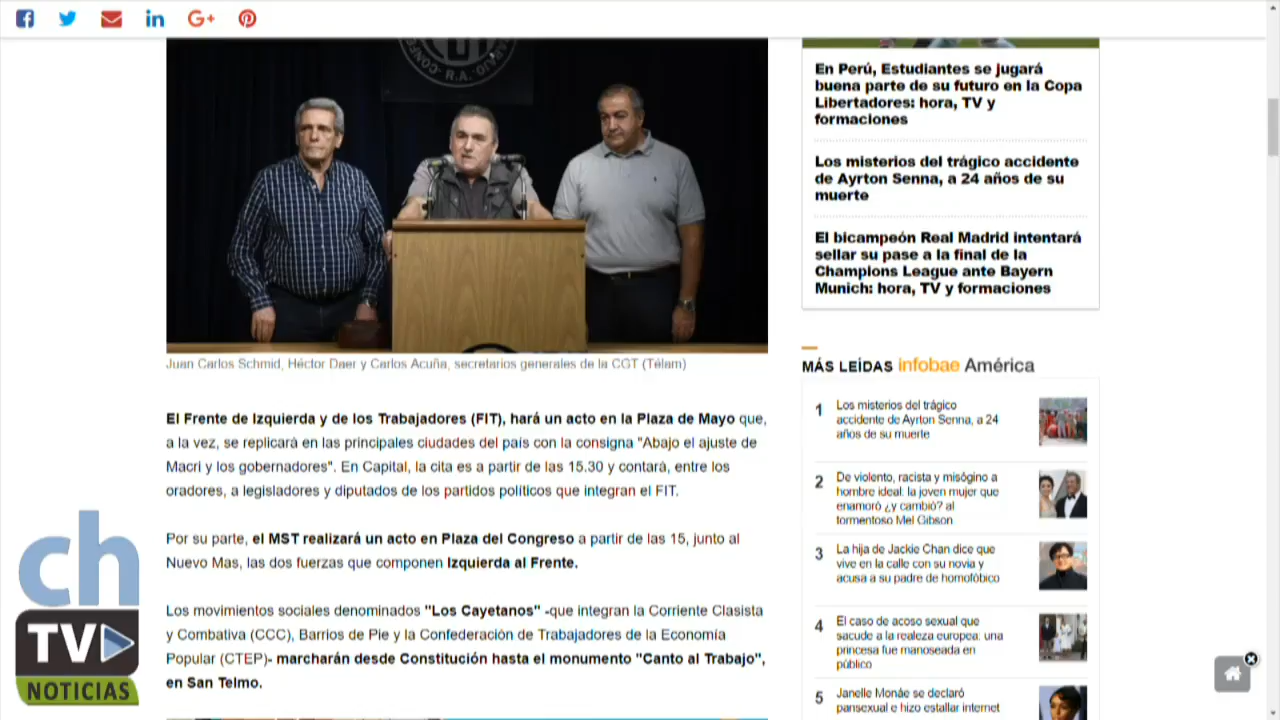 R.A.
Juan Carlos Schmid, Héctor Daer y Carlos Acuña, secretarios generales de la CGT (Télam)
El Frente de Izquierda y de los Trabajadores (FIT), hará un acto en la Plaza de Mayo que,
a la vez, se replicará en las principales ciudades del país con la consigna "Abajo el ajuste de
Macri y los gobernadores". En Capital, la cita es a partir de las 15.30 y contará, entre los
oradores, a legisladores y diputados de los partidos políticos que integran el FIT.
Por su parte, el MST realizará un acto en Plaza del Congreso a partir de las 15, junto al
Nuevo Mas, las dos fuerzas que componen Izquierda al Frente.
Los movimientos sociales denominados "Los Cayetanos" -que integran la Corriente Clasista
y Combativa (CCC), Barrios de Pie y la Confederación de Trabajadores de la Economía
Popular (CTEP)- marcharán desde Constitución hasta el monumento "Canto al Trabajo",
en San Telmo.
En Perú, Estudiantes se jugará
buena parte de su futuro en la Copa
Libertadores: hora, TV y
formaciones
Los misterios del trágico accidente
de Ayrton Senna, a 24 años de su
muerte
El bicampeón Real Madrid intentará
sellar su pase a la final de la
Champions League ante Bayern
Munich: hora, TV y formaciones
MÁS LEÍDAS infobae América
1 Los misterios del trágico
accidente de Ayrton Senna, a 24
años de su muerte
2 De violento, racista y misógino a
hombre ideal: la joven mujer que
enamoró ¿y cambió? al
tormentoso Mel Gibson
3 La hija de Jackie Chan dice que
vive en la calle con su novia y
acusa a su padre de homofóbico
4 El caso de acoso sexual que
sacude a la realeza europea: una
princesa fue manoseada en
público
5 Janelle Monáe se declaró
pansexual e hizo estallar internet
ch
TV
NOTICIAS